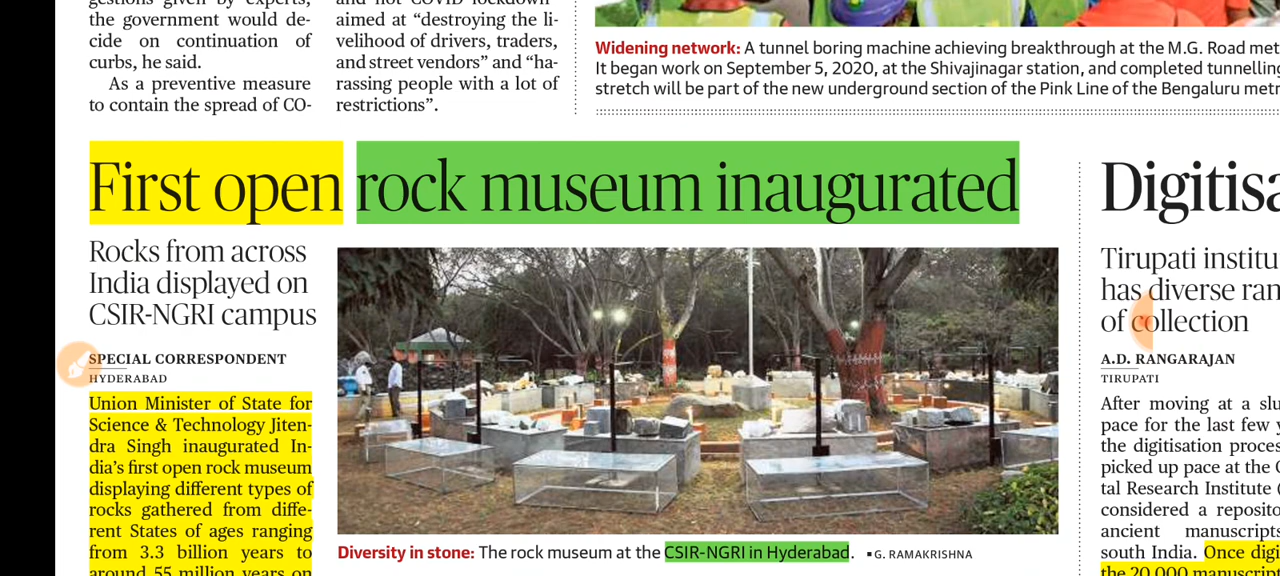 gestions given by experts,
the government would de-
cide on continuation of
curbs, he said.
As a preventive measure
to contain the spread of CO-
and not COVID lockdown
aimed at “destroying the li-
velihood of drivers, traders,
and street vendors” and “ha-
rassing people with a lot of
restrictions”.
Widening network: A tunnel boring machine achieving breakthrough at the M.G. Road met
It began work on September 5, 2020, at the Shivajinagar station, and completed tunnelling
stretch will be part of the new underground section of the Pink Line of the Bengaluru metr
First open rock museum inaugurated
Rocks from across
India displayed on
CSIR-NGRI campus
SPECIAL CORRESPONDENT
HYDERABAD
Union Minister of State for
Science & Technology Jiten-
dra Singh inaugurated In-
dia’s first open rock museum
displaying different types of
rocks gathered from diffe-
rent States of ages ranging
from 3.3 billion years to
around 55 million years on
Diversity in stone: The rock museum at the CSIR-NGRI in Hyderabad. ▪G. RAMAKRISHNA
Digitisa
Tirupati institu
has diverse ran
of collection
A.D. RANGARAJAN
TIRUPATI
After moving at a slu
pace for the last few y
the digitisation proces
picked up pace at the
tal Research Institute
considered a reposito
ancient manuscripts
south India. Once digi
the 20,000 manuscript